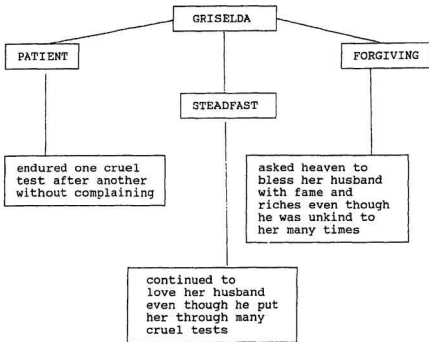 GRISELDA
PATIENT
FORGIVING
STEADFAST
endured one cruel
test after another
without complaining
asked heaven to
bless her husband
with fame and
riches even though
he was unkind to
her many times
continued to
love her husband
even though he put
her through many
cruel tests